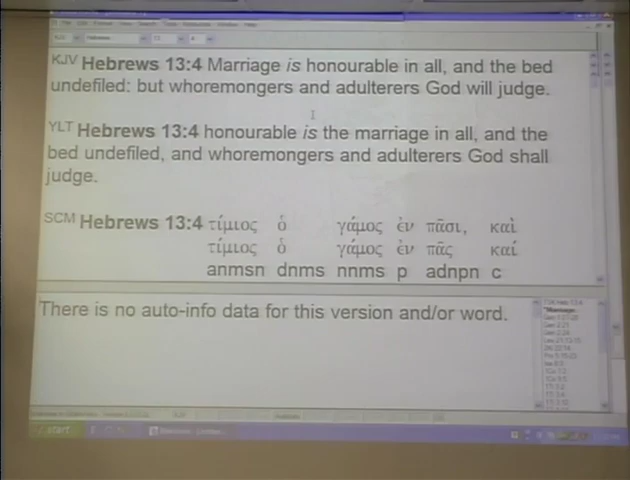 KJV Hebrews 13:4 Marriage is honourable in all, and the bed
undefiled: but whoremongers and adulterers God will judge.
YLT Hebrews 13:4 honourable is the marriage in all, and the
bed undefiled, and whoremongers and adulterers God shall
judge.
SCM Hebrews 13:4 τίμιος ὁ γάμος ἐν πᾶσι, καὶ
τίμιος ὁ γάμος ἐν πᾶς καί
anmsn dnms nnms p adnpn c
There is no auto-info data for this version and/or word.
start